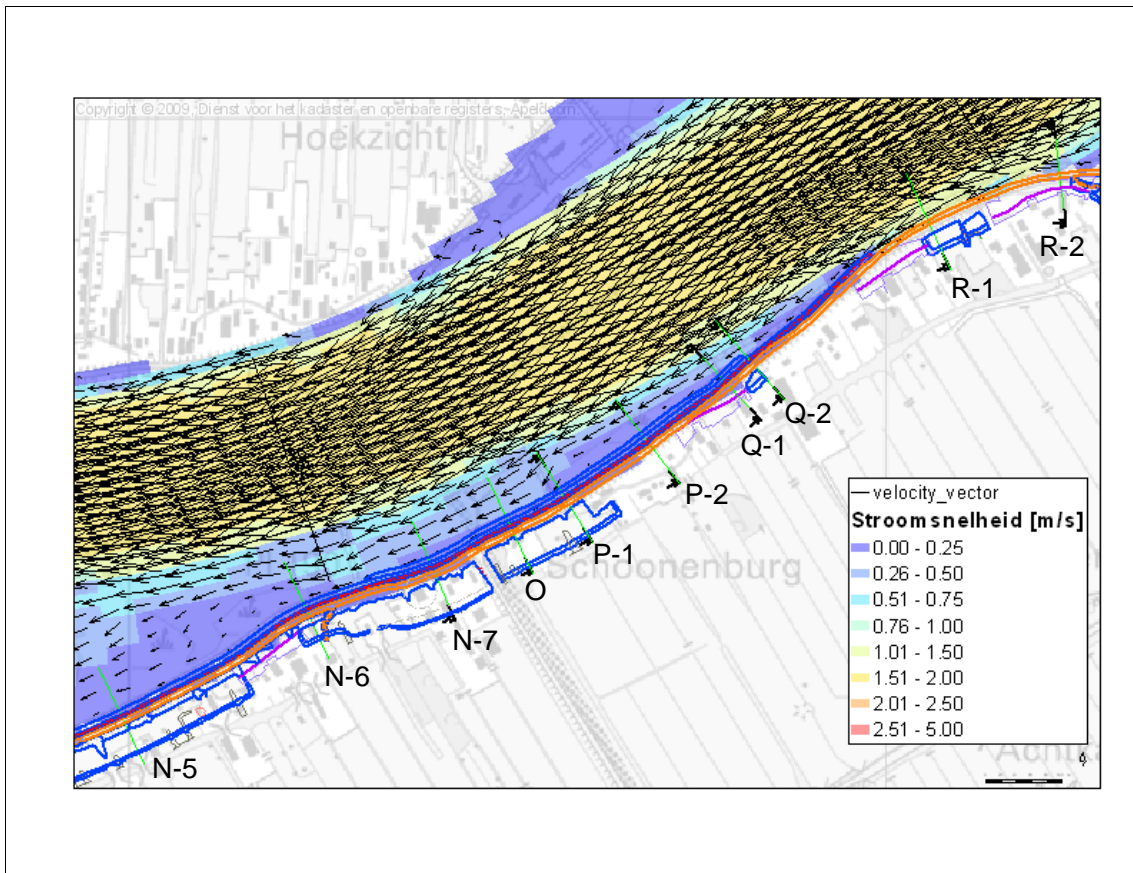 Copyright © 2009, Dienst voor het kadaster en openbare registers, Apeldoorn
Hoekzicht
R-2
R-1
Q-2
Q-1
P-2
P-1
Schoonenburg
O
N-7
N-6
N-5
velocity_vector
Stroomsnelheid [m/s]
0.00 - 0.25
0.26 - 0.50
0.51 - 0.75
0.76 - 1.00
1.01 - 1.50
1.51 - 2.00
2.01 - 2.50
2.51 - 5.00